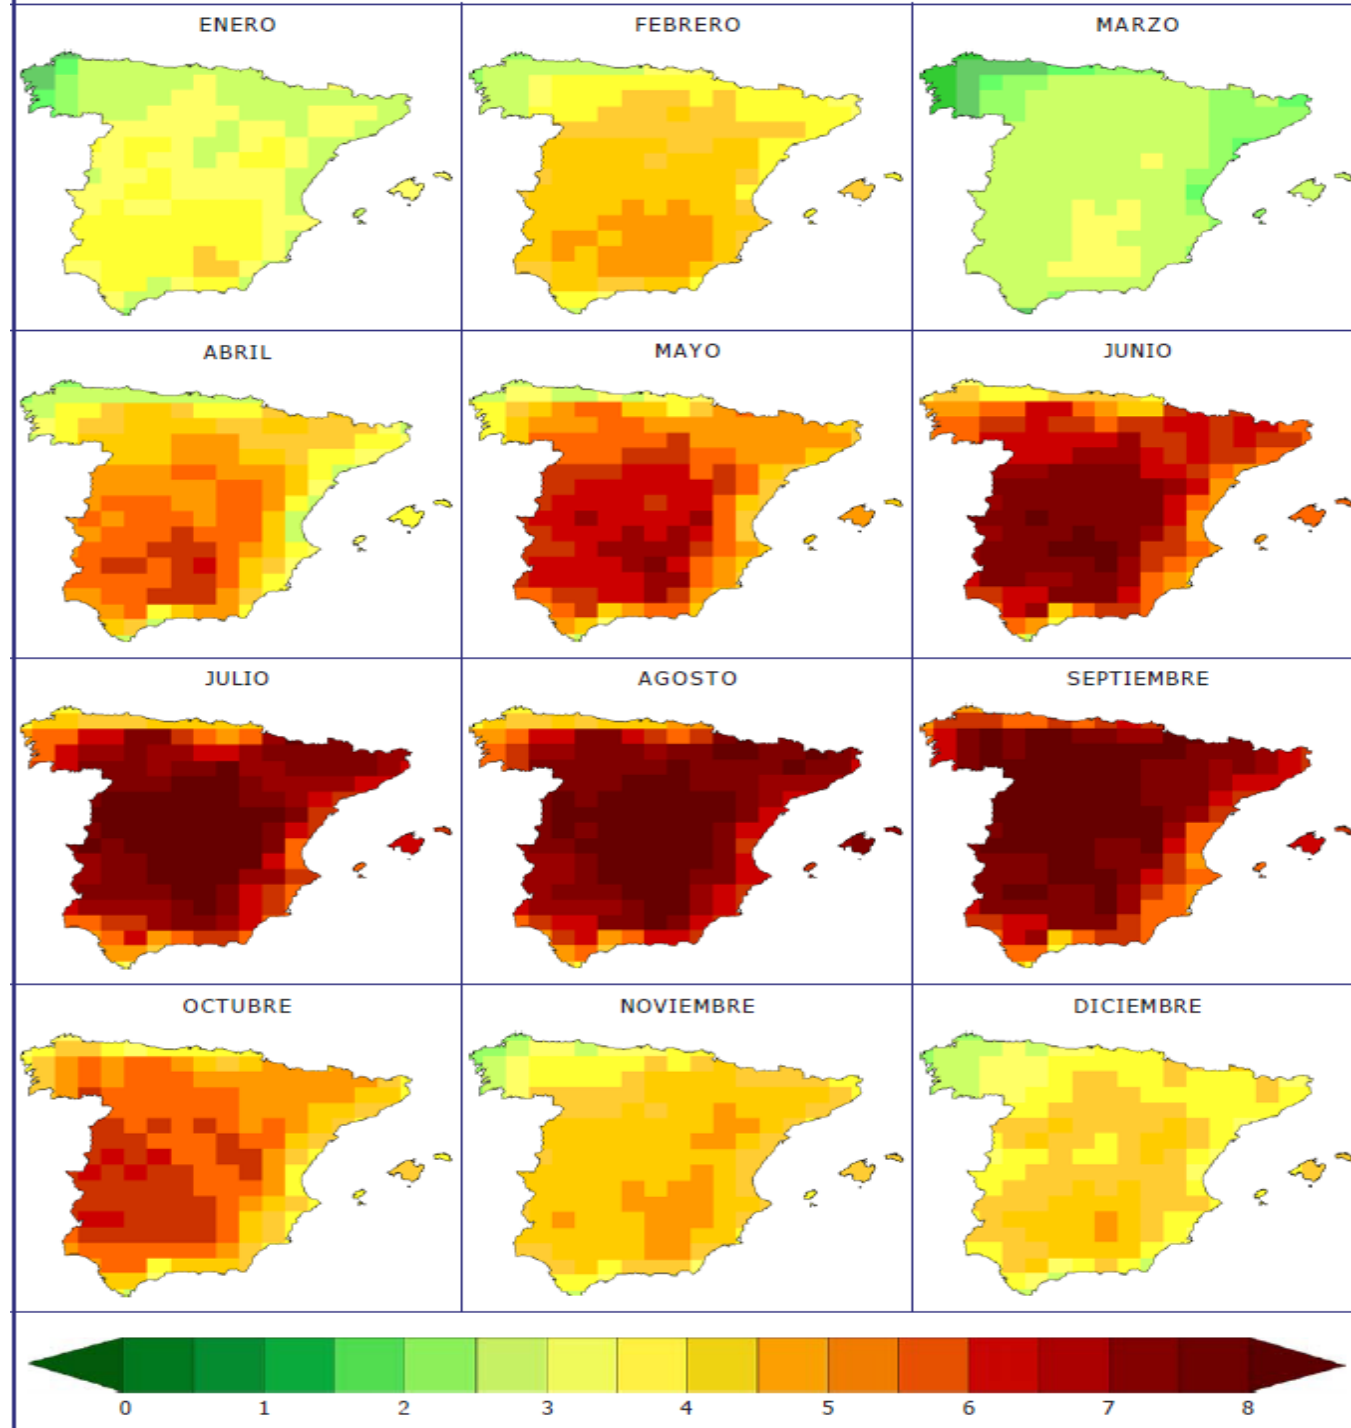 ENERO FEBRERO MARZO
ABRIL MAYO JUNIO
JULIO AGOSTO SEPTIEMBRE
OCTUBRE NOVIEMBRE DICIEMBRE
0 1 2 3 4 5 6 7 8